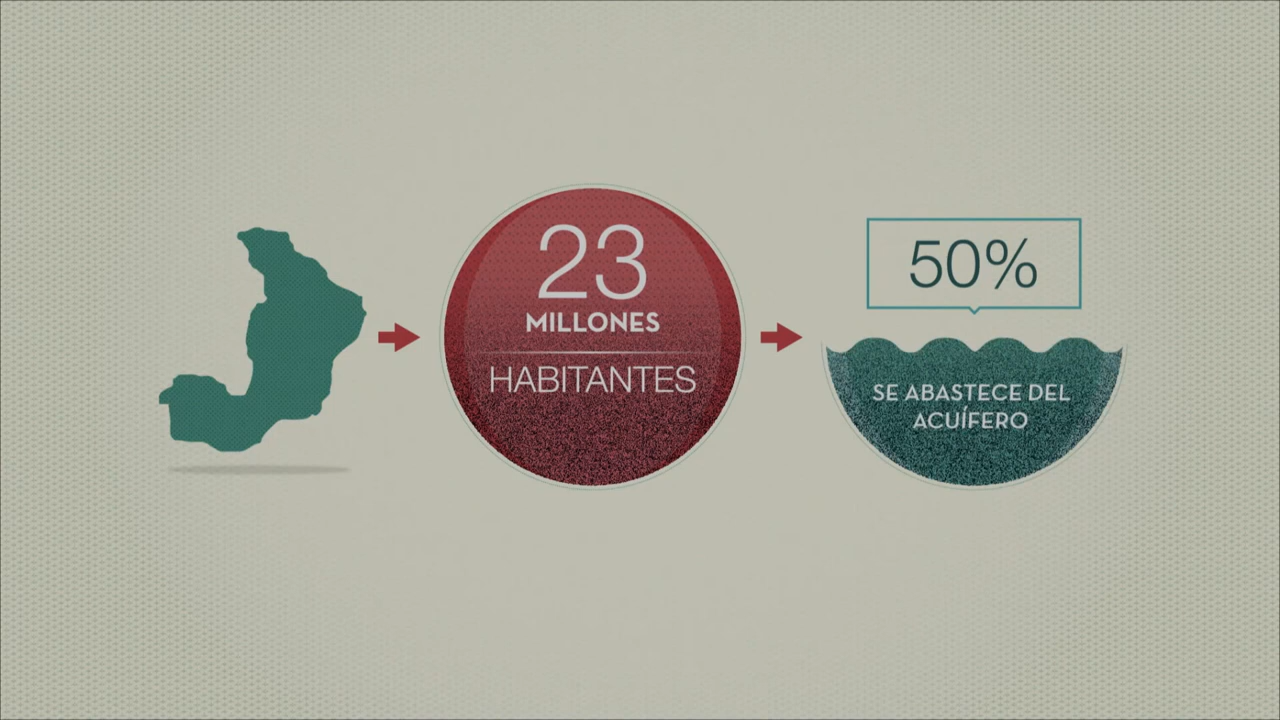 23
MILLONES
HABITANTES
50%
SE ABASTECE DEL
ACUÍFERO